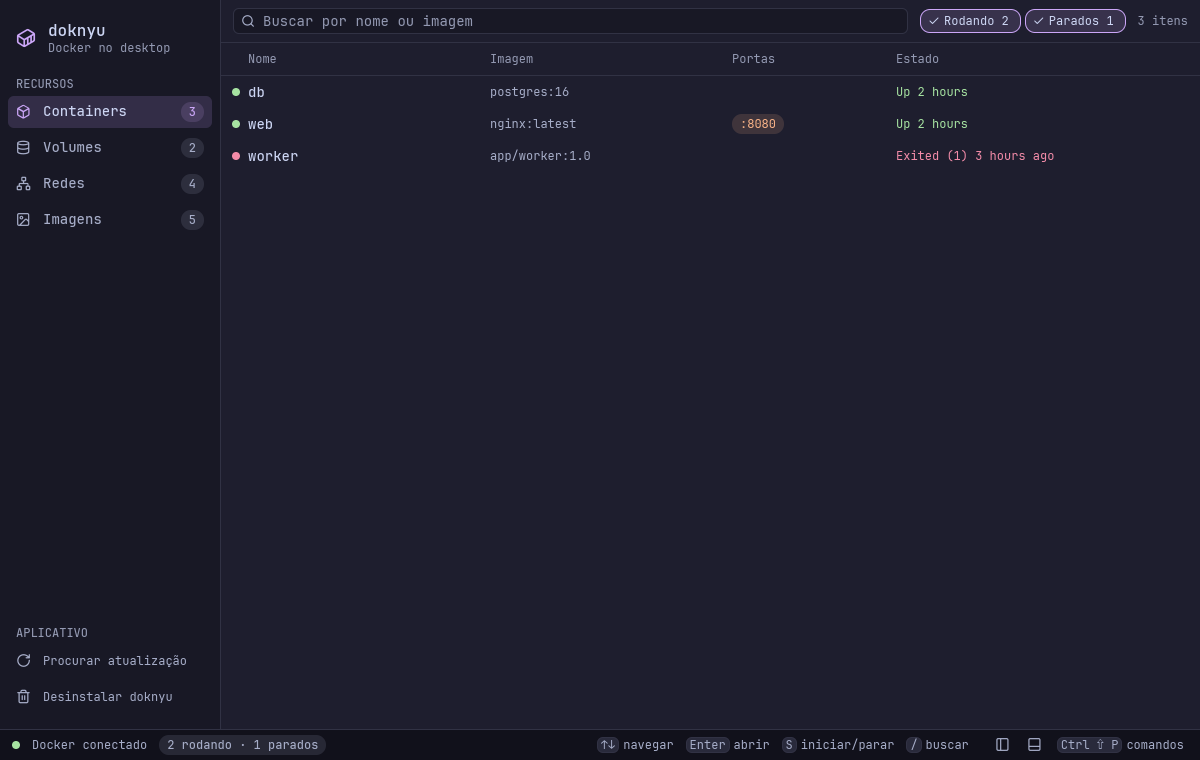 doknyu
Docker no desktop
RECURSOS
Containers 3
Volumes 2
Redes 4
Imagens 5
APLICATIVO
Procurar atualização
Desinstalar doknyu
Buscar por nome ou imagem
Rodando 2
Parados 1
3 itens
Nome Imagem Portas Estado
db postgres:16 Up 2 hours
web nginx:latest :8080 Up 2 hours
worker app/worker:1.0 Exited (1) 3 hours ago
Docker conectado 2 rodando · 1 parados ↑↓ navegar Enter abrir S iniciar/parar / buscar Ctrl ⇧ P comandos